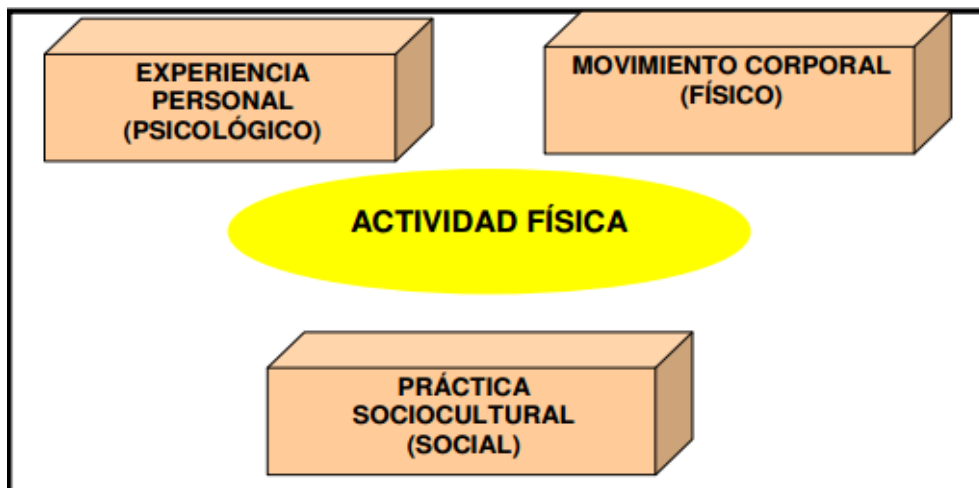 EXPERIENCIA
PERSONAL
(PSICOLÓGICO)
MOVIMIENTO CORPORAL
(FÍSICO)
ACTIVIDAD FÍSICA
PRÁCTICA
SOCIOCULTURAL
(SOCIAL)